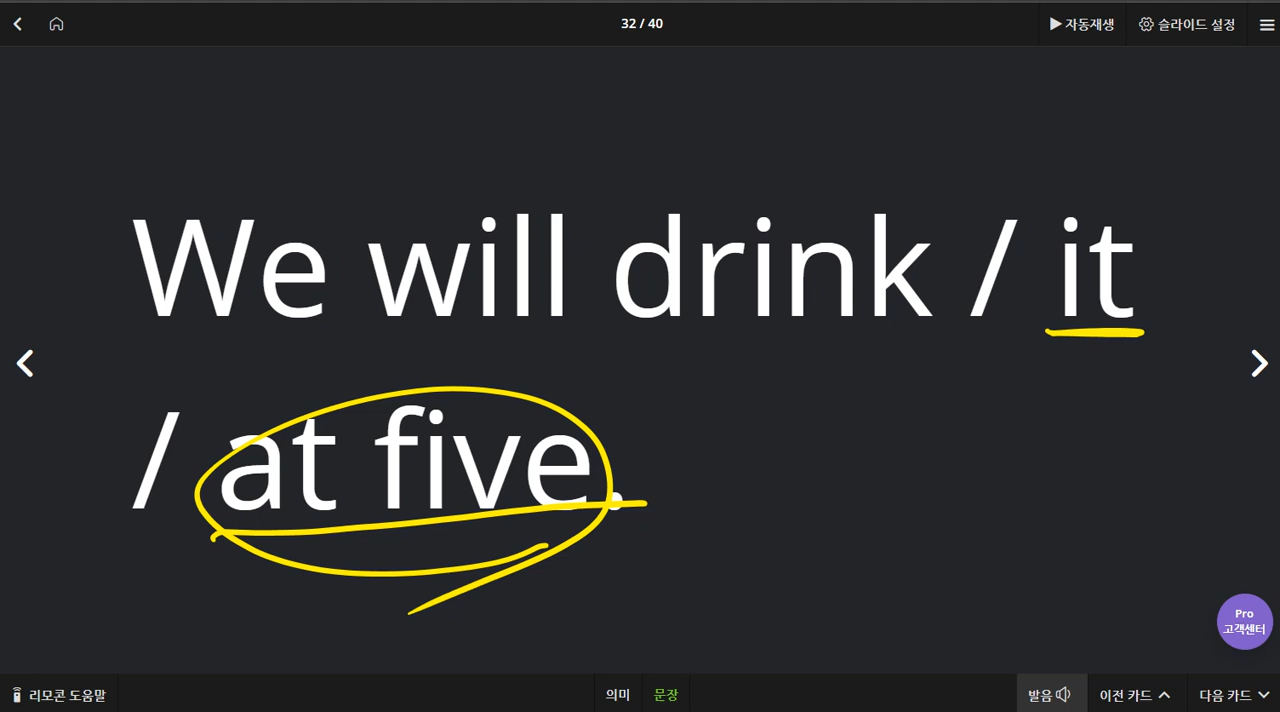 32 / 40
자동재생
슬라이드 설정
We will drink / it
/ at five.
Pro
고객센터
리모콘 도움말
의미
문장
발음
이전 카드
다음 카드